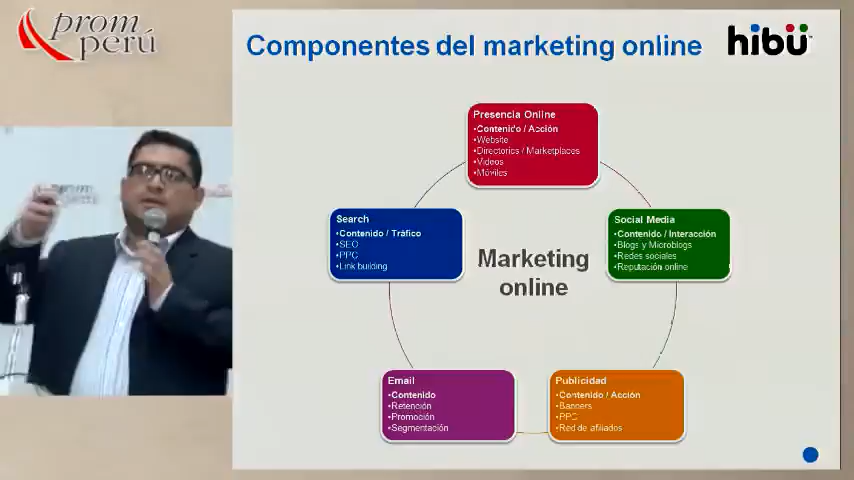 prom
perú
Componentes del marketing online
hibü
Presencia Online
•Contenido / Acción
•Website
•Directorios / Marketplaces
•Videos
•Móviles
Search
•Contenido / Tráfico
•SEO
•PPC
•Link building
Marketing
online
Social Media
•Contenido / Interacción
•Blogs y Microblogs
•Redes sociales
•Reputación online
Email
•Contenido
•Retención
•Promoción
•Segmentación
Publicidad
•Contenido / Acción
•Banners
•PPC
•Red de afiliados